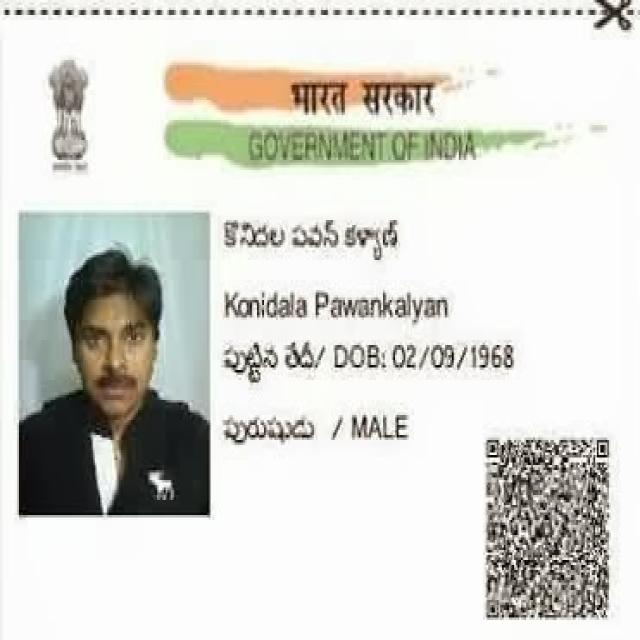 भारत सरकार
GOVERNMENT OF INDIA
కొనిదల పవన్ కళ్యాణ్
Konidala Pawankalyan
పుట్టిన తేదీ/ DOB: 02/09/1968
పురుషుడు / MALE